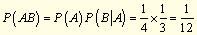 P(AB) = P(A)P(B|A) = 1/4 × 1/3 = 1/12